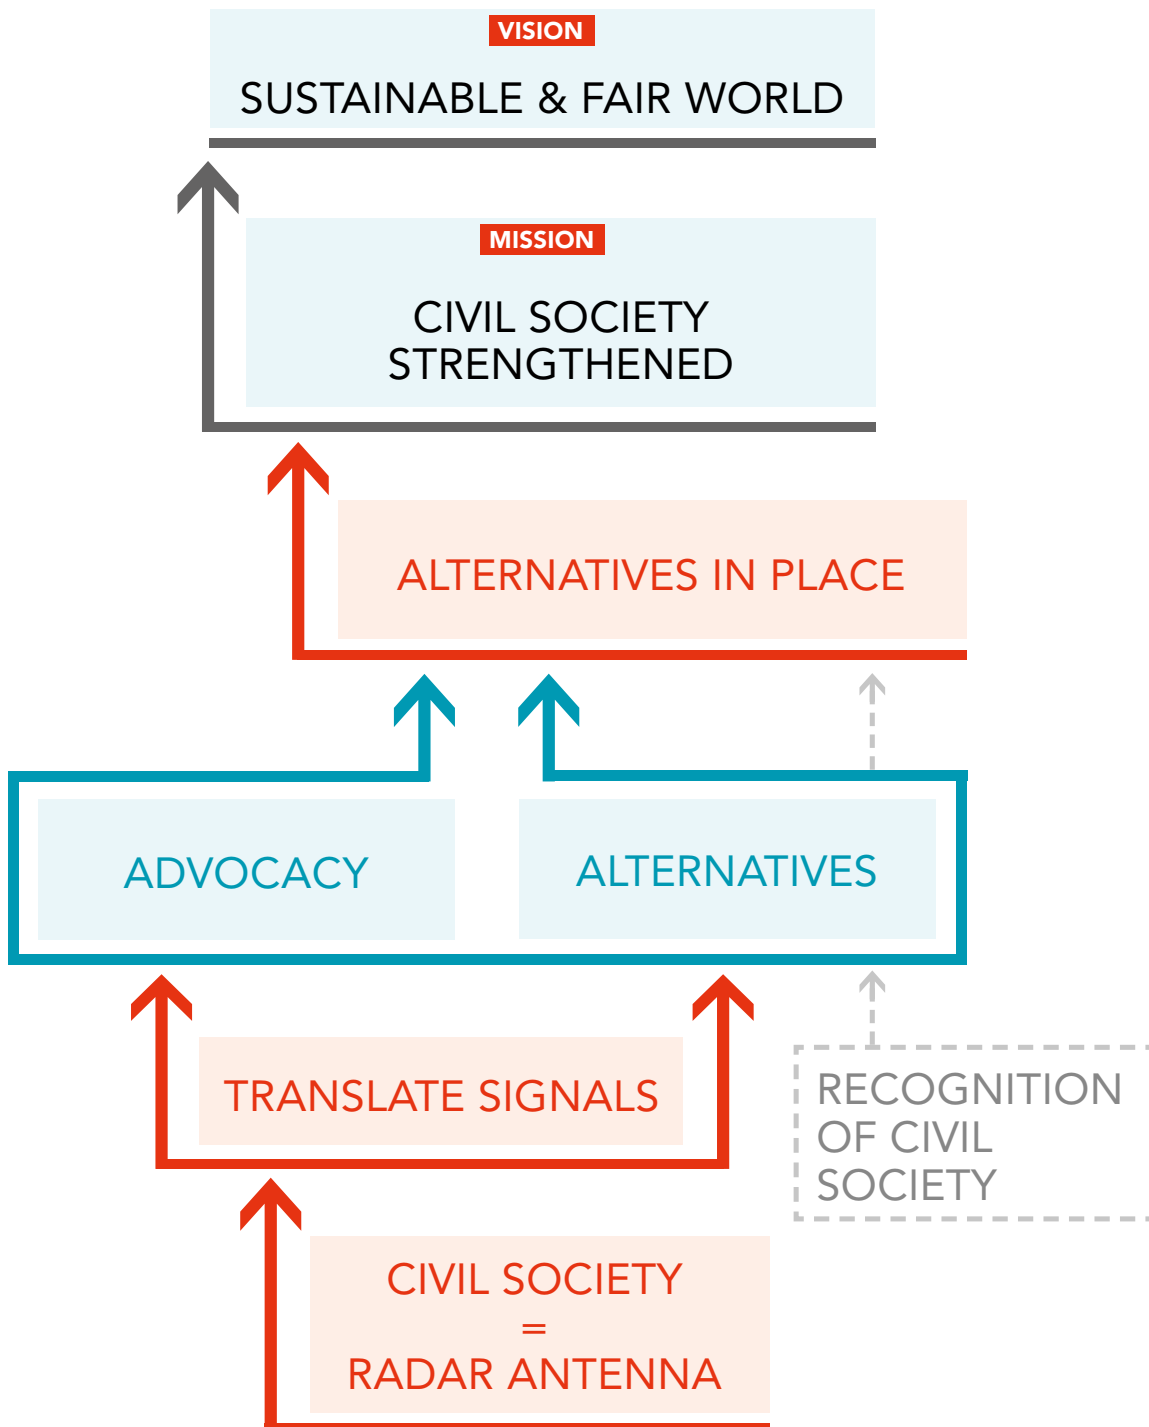 VISION
SUSTAINABLE & FAIR WORLD
MISSION
CIVIL SOCIETY
STRENGTHENED
ALTERNATIVES IN PLACE
ADVOCACY
ALTERNATIVES
TRANSLATE SIGNALS
RECOGNITION
OF CIVIL
SOCIETY
CIVIL SOCIETY
=
RADAR ANTENNA